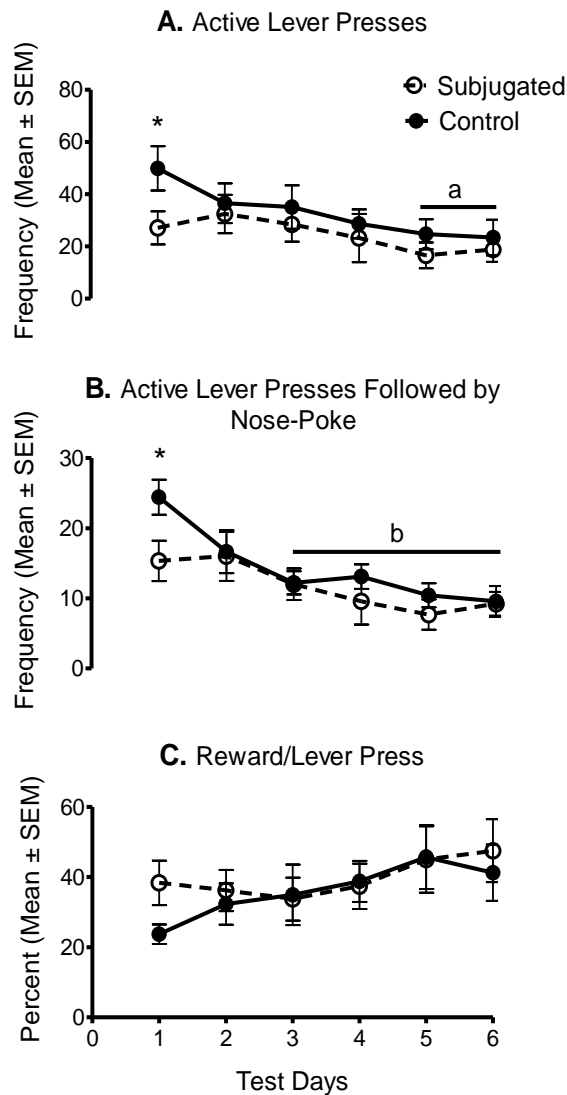 A. Active Lever Presses
Frequency (Mean ± SEM)
80
60
40
20
0
*
a
Subjugated
Control
B. Active Lever Presses Followed by
Nose-Poke
Frequency (Mean ± SEM)
30
20
10
0
*
b
C. Reward/Lever Press
Percent (Mean ± SEM)
60
40
20
0
0 1 2 3 4 5 6
Test Days